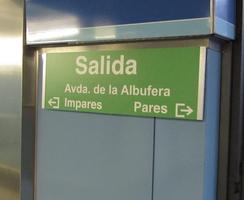 Salida
Avda. de la Albufera
Impares Pares